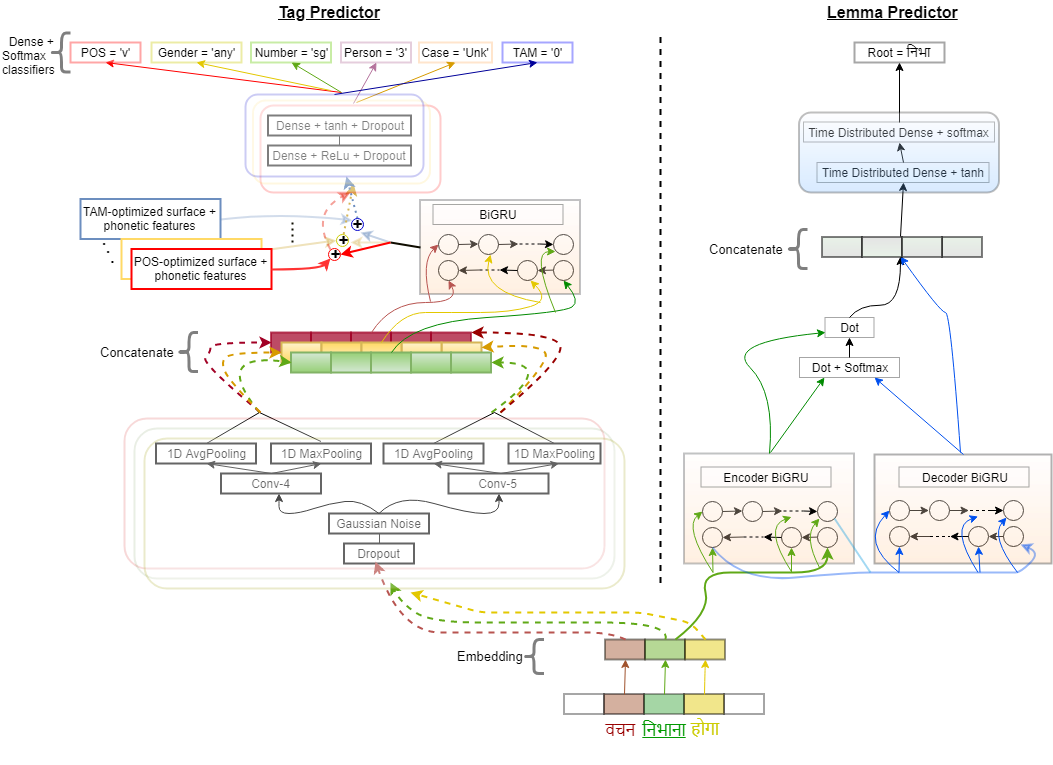 Tag Predictor
Lemma Predictor
Dense +
Softmax
classifiers
POS = 'v'
Gender = 'any'
Number = 'sg'
Person = '3'
Case = 'Unk'
TAM = '0'
Root = निभा
Dense + tanh + Dropout
Dense + ReLu + Dropout
Time Distributed Dense + softmax
Time Distributed Dense + tanh
TAM-optimized surface +
phonetic features
POS-optimized surface +
phonetic features
BiGRU
Concatenate
Dot
Dot + Softmax
Concatenate
1D AvgPooling
1D MaxPooling
1D AvgPooling
1D MaxPooling
Conv-4
Conv-5
Gaussian Noise
Dropout
Encoder BiGRU
Decoder BiGRU
Embedding
वचन निभाना होगा